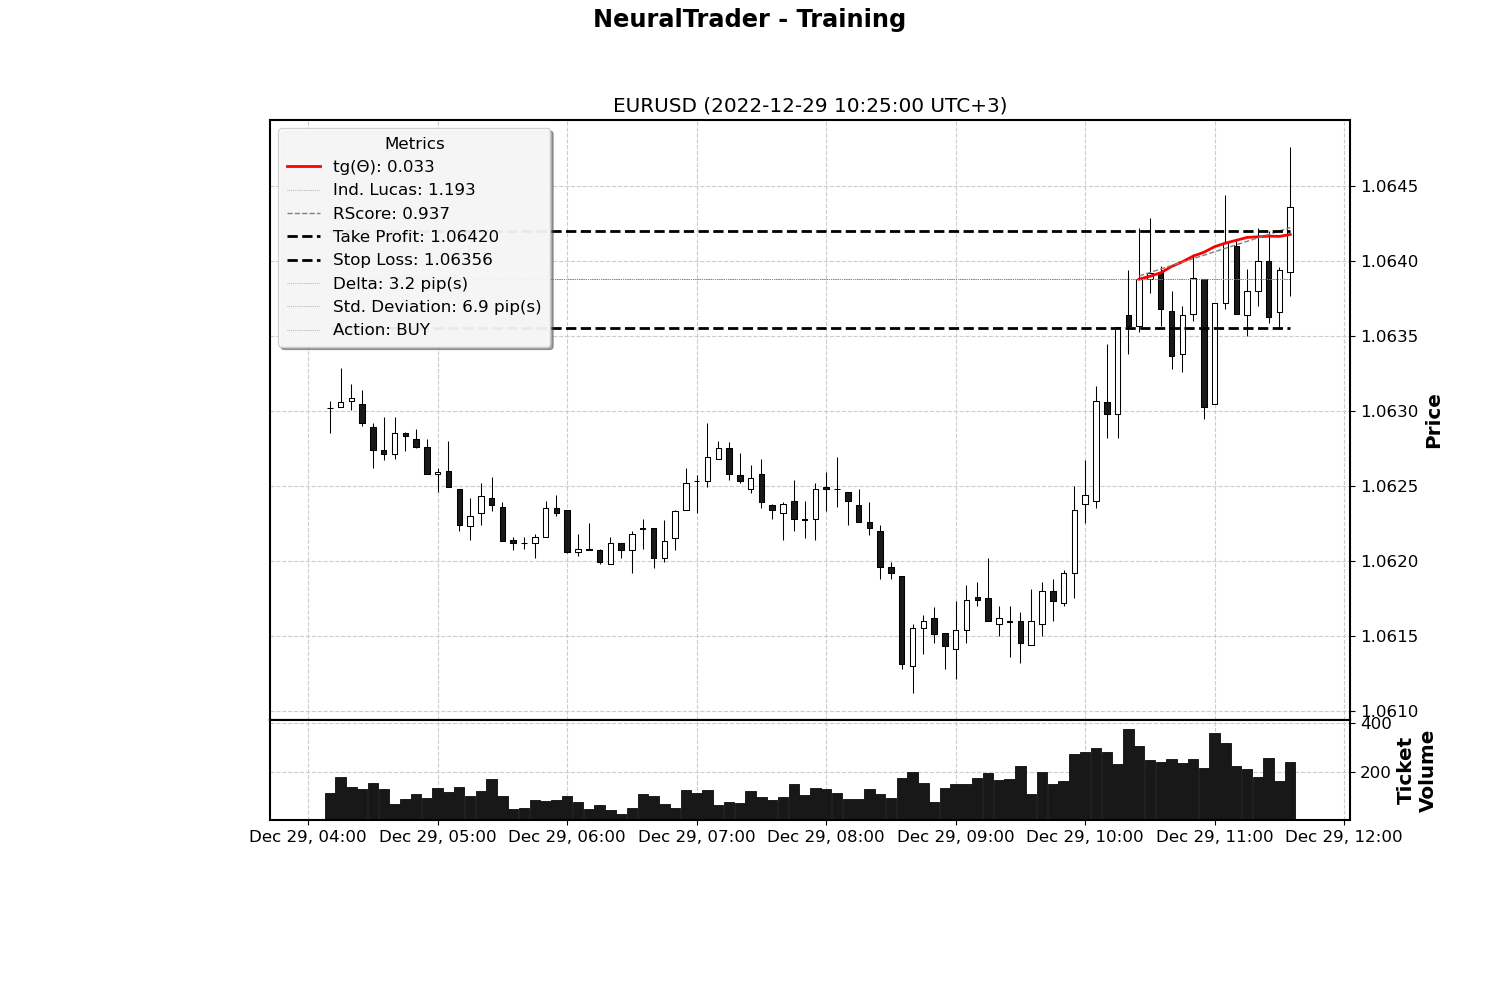 NeuralTrader - Training
EURUSD (2022-12-29 10:25:00 UTC+3)
Metrics
tg(Θ): 0.033
Ind. Lucas: 1.193
RScore: 0.937
Take Profit: 1.06420
Stop Loss: 1.06356
Delta: 3.2 pip(s)
Std. Deviation: 6.9 pip(s)
Action: BUY
1.0645
1.0640
1.0635
1.0630
1.0625
1.0620
1.0615
1.0610
Price
400
200
Ticket
Volume
Dec 29, 04:00
Dec 29, 05:00
Dec 29, 06:00
Dec 29, 07:00
Dec 29, 08:00
Dec 29, 09:00
Dec 29, 10:00
Dec 29, 11:00
Dec 29, 12:00